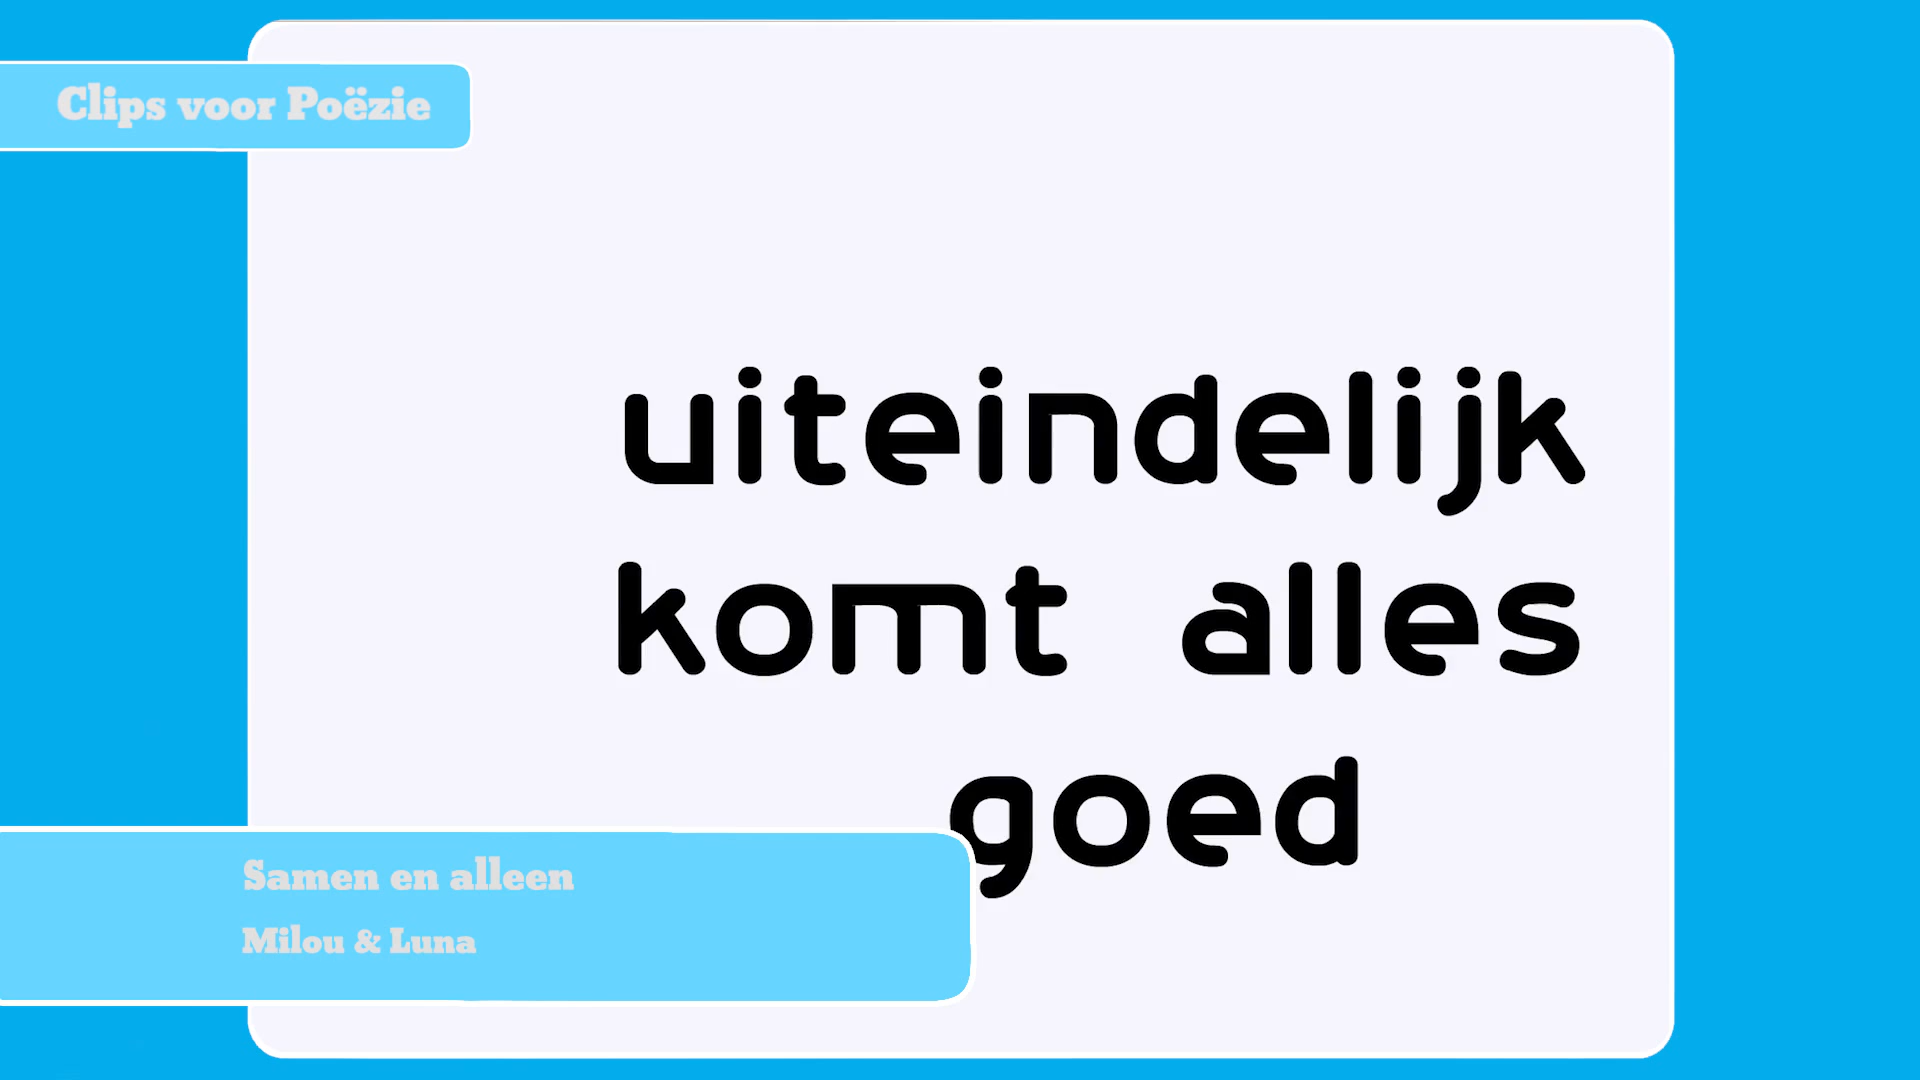 Clips voor Poëzie
uiteindelijk
komt alles
goed
Samen en alleen
Milou & Luna